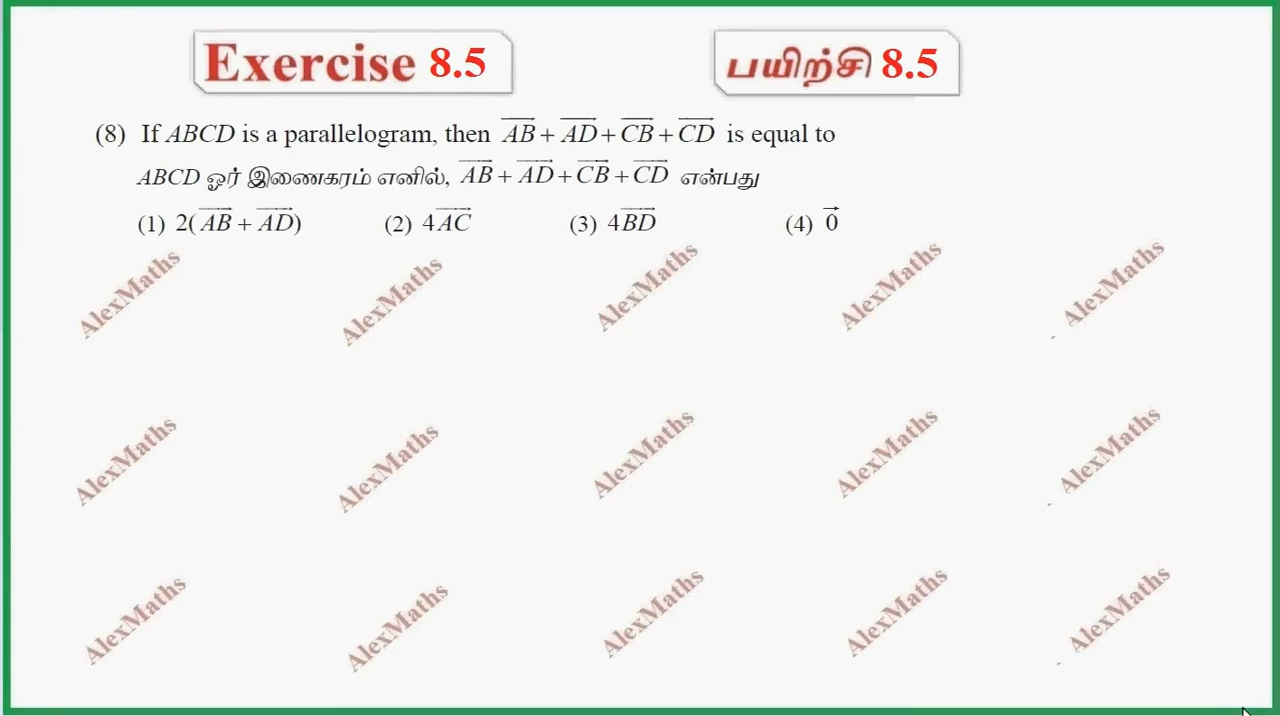 Exercise 8.5 பயிற்சி 8.5
(8) If ABCD is a parallelogram, then $\overrightarrow{AB}+\overrightarrow{AD}+\overrightarrow{CB}+\overrightarrow{CD}$ is equal to
ABCD ஓர் இணைகரம் எனில், $\overrightarrow{AB}+\overrightarrow{AD}+\overrightarrow{CB}+\overrightarrow{CD}$ என்பது
(1) $2(\overrightarrow{AB}+\overrightarrow{AD})$ (2) $4\overrightarrow{AC}$ (3) $4\overrightarrow{BD}$ (4) $\overrightarrow{0}$
AlexMaths AlexMaths AlexMaths AlexMaths AlexMaths
AlexMaths AlexMaths AlexMaths AlexMaths AlexMaths
AlexMaths AlexMaths AlexMaths AlexMaths AlexMaths